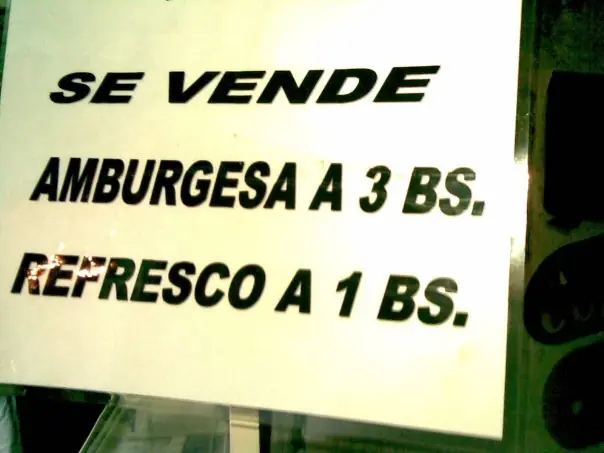 SE VENDE
AMBURGESA A 3 BS.
REFRESCO A 1 BS.